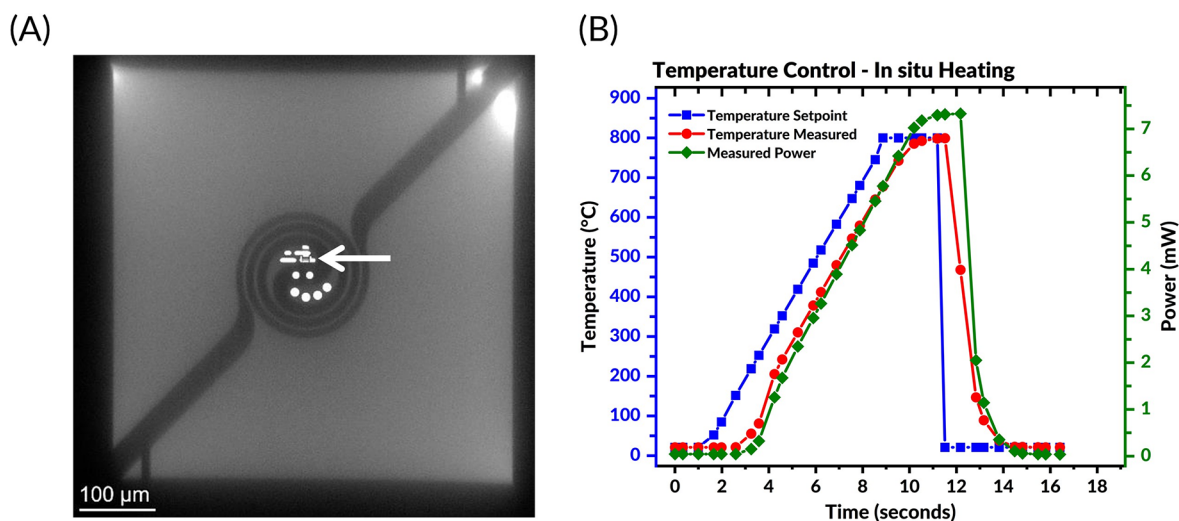 (A)
100 µm
(B)
Temperature Control - In situ Heating
Temperature Setpoint
Temperature Measured
Measured Power
Temperature (°C)
900
800
700
600
500
400
300
200
100
0
Power (mW)
7
6
5
4
3
2
1
0
0 2 4 6 8 10 12 14 16 18
Time (seconds)